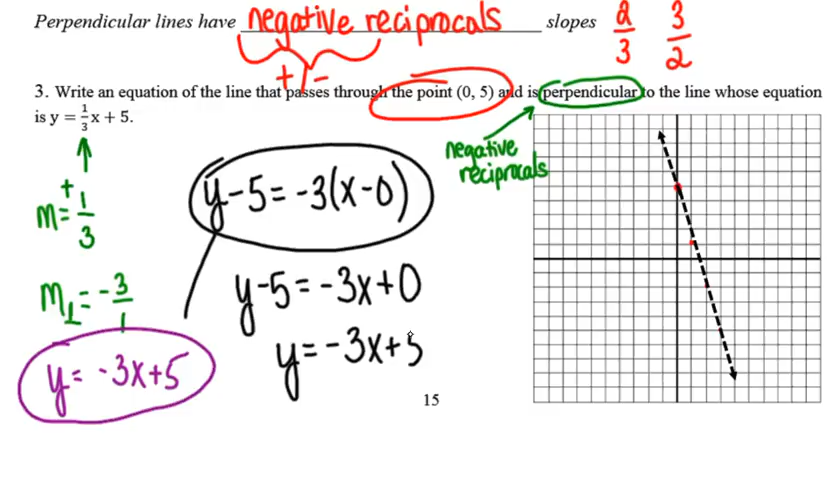 Perpendicular lines have negative reciprocals slopes 2/3 3/2
+/-
3. Write an equation of the line that passes through the point (0, 5) and is perpendicular to the line whose equation
is y = 1/3 x + 5.
negative
reciprocals
m = +1/3
m⊥ = -3/1
y = -3x+5
y-5 = -3(x-0)
y-5 = -3x+0
y = -3x+5
15